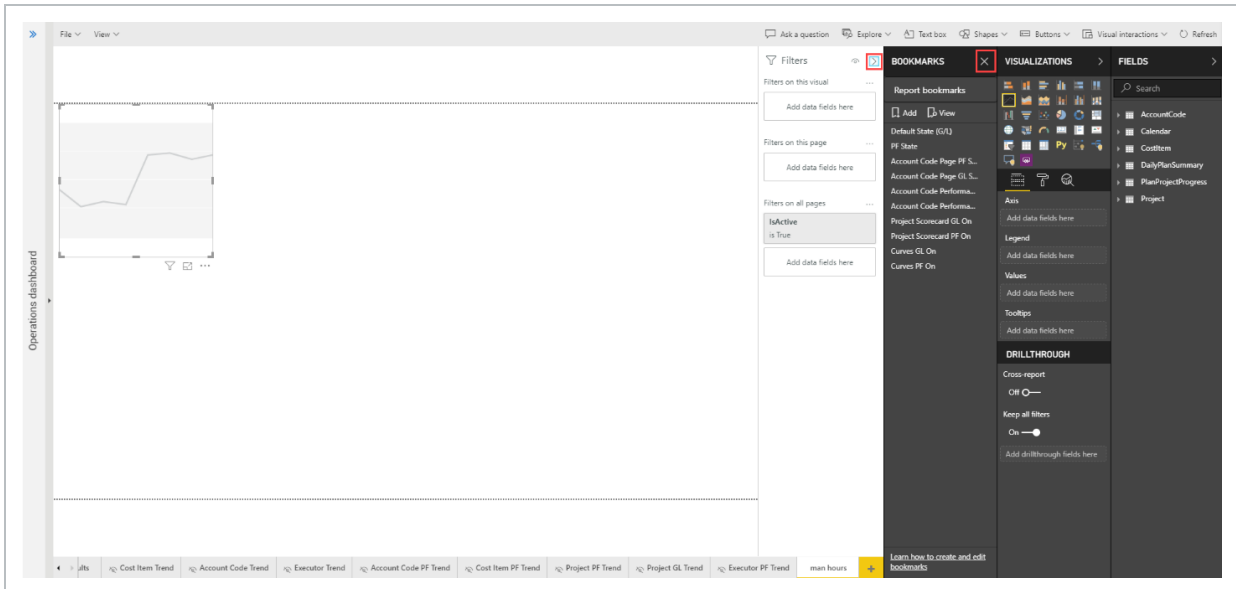 File View Ask a question Explore Text box Shapes Buttons Visual interactions Refresh
Operations dashboard
Filters
Filters on this visual ...
Add data fields here
Filters on this page ...
Add data fields here
Filters on all pages ...
IsActive
is True
Add data fields here
BOOKMARKS
Report bookmarks
Add View
Default State (G/L)
PF State
Account Code Page PF S...
Account Code Page GL S...
Account Code Performa...
Account Code Performa...
Project Scorecard GL On
Project Scorecard PF On
Curves GL On
Curves PF On
Learn how to create and edit
bookmarks
VISUALIZATIONS
Py
Axis
Add data fields here
Legend
Add data fields here
Values
Add data fields here
Tooltips
Add data fields here
DRILLTHROUGH
Cross-report
Off
Keep all filters
On
Add drillthrough fields here
FIELDS
Search
AccountCode
Calendar
CostItem
DailyPlanSummary
PlanProjectProgress
Project
ults Cost Item Trend Account Code Trend Executor Trend Account Code PF Trend Cost Item PF Trend Project PF Trend Project GL Trend Executor PF Trend man hours +